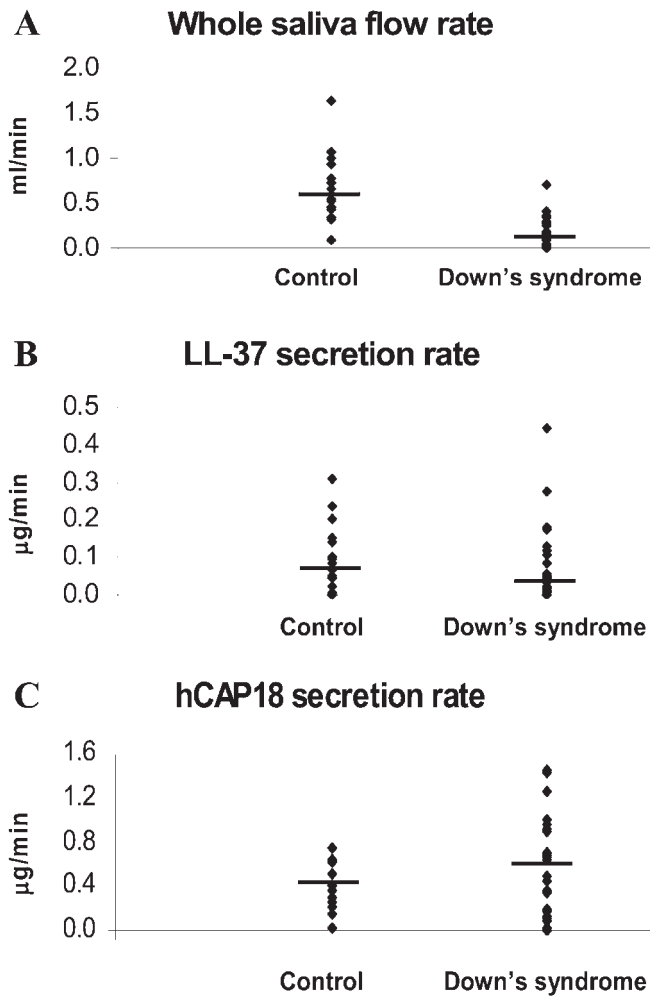 A Whole saliva flow rate
2.0
1.5
1.0
0.5
0.0
ml/min
Control Down's syndrome
B LL-37 secretion rate
0.5
0.4
0.3
0.2
0.1
0.0
µg/min
Control Down's syndrome
C hCAP18 secretion rate
1.6
1.2
0.8
0.4
0.0
µg/min
Control Down's syndrome